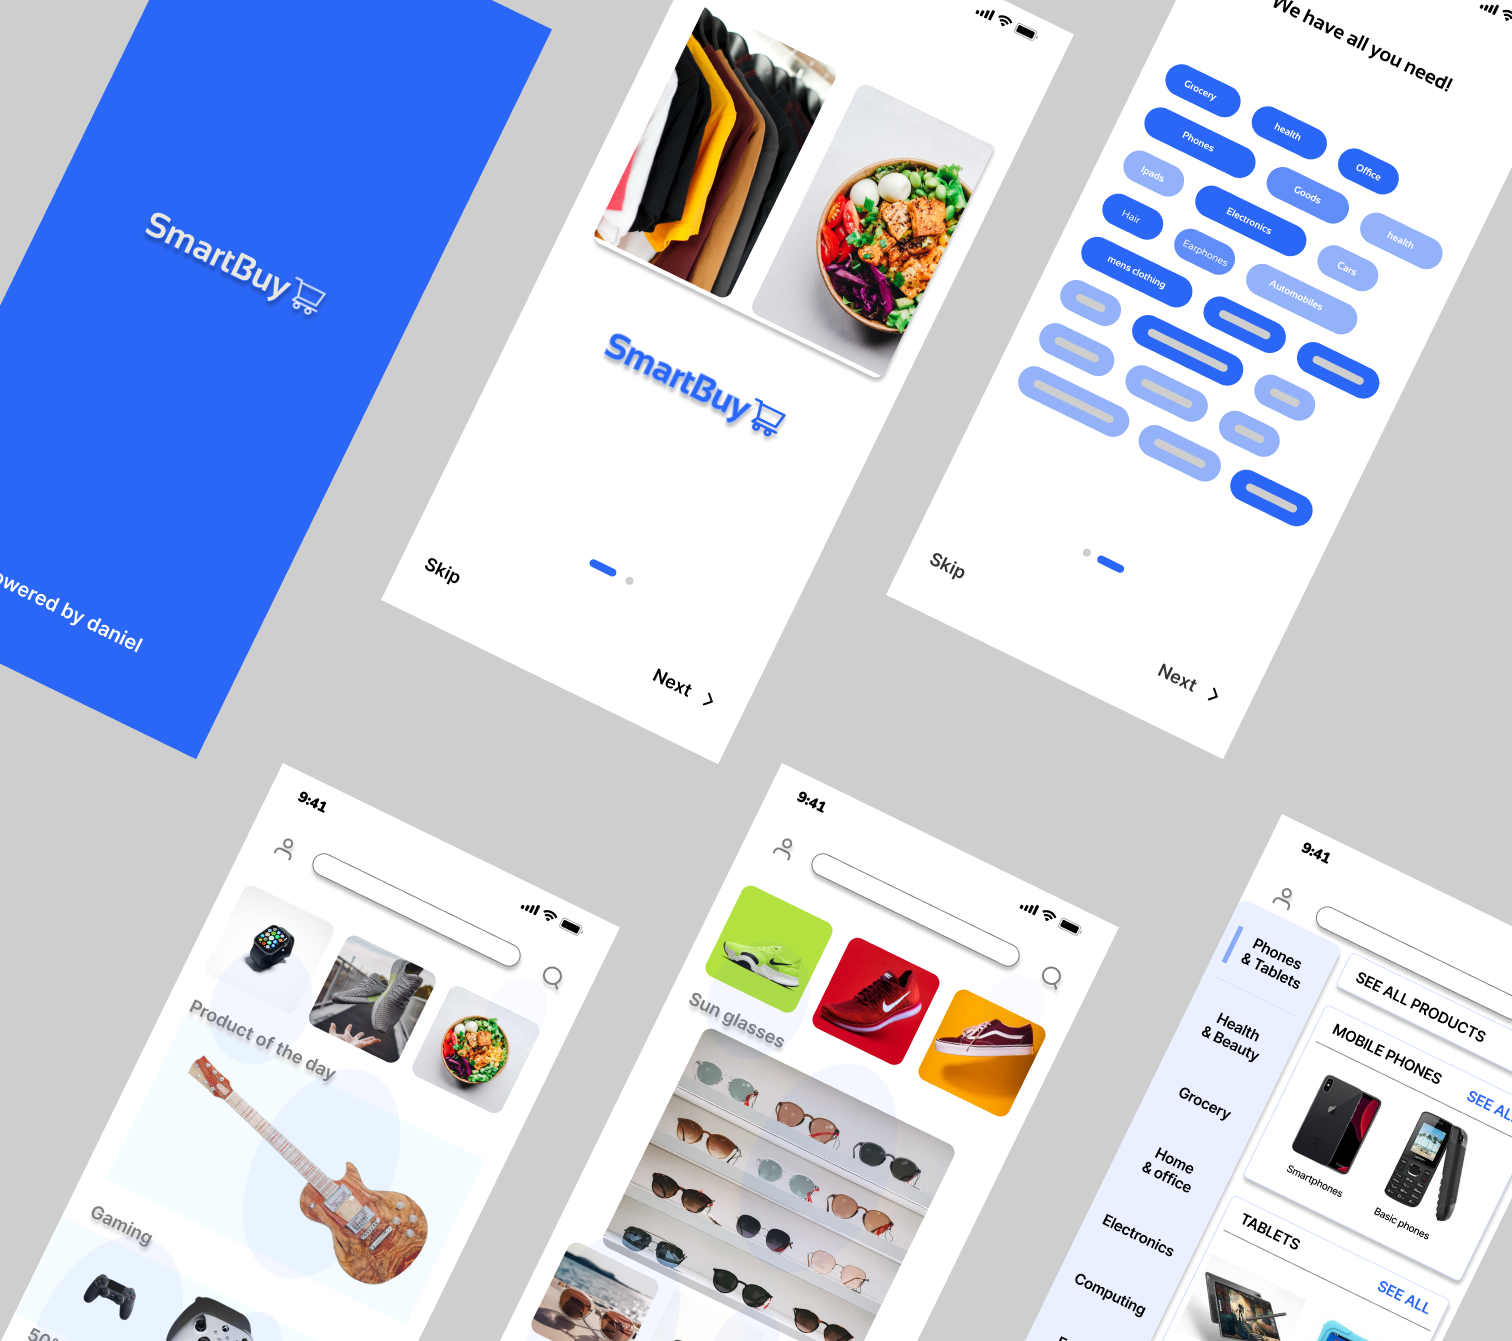 SmartBuy
powered by daniel
SmartBuy
Skip
Next
We have all you need!
Grocery
health
Office
Phones
Goods
health
Ipads
Electronics
Cars
Hair
Earphones
Automobiles
mens clothing
Skip
Next
9:41
Product of the day
Gaming
9:41
Sun glasses
9:41
Phones
& Tablets
Health
& Beauty
Grocery
Home
& office
Electronics
Computing
SEE ALL PRODUCTS
MOBILE PHONES
SEE ALL
Smartphones
Basic phones
TABLETS
SEE ALL